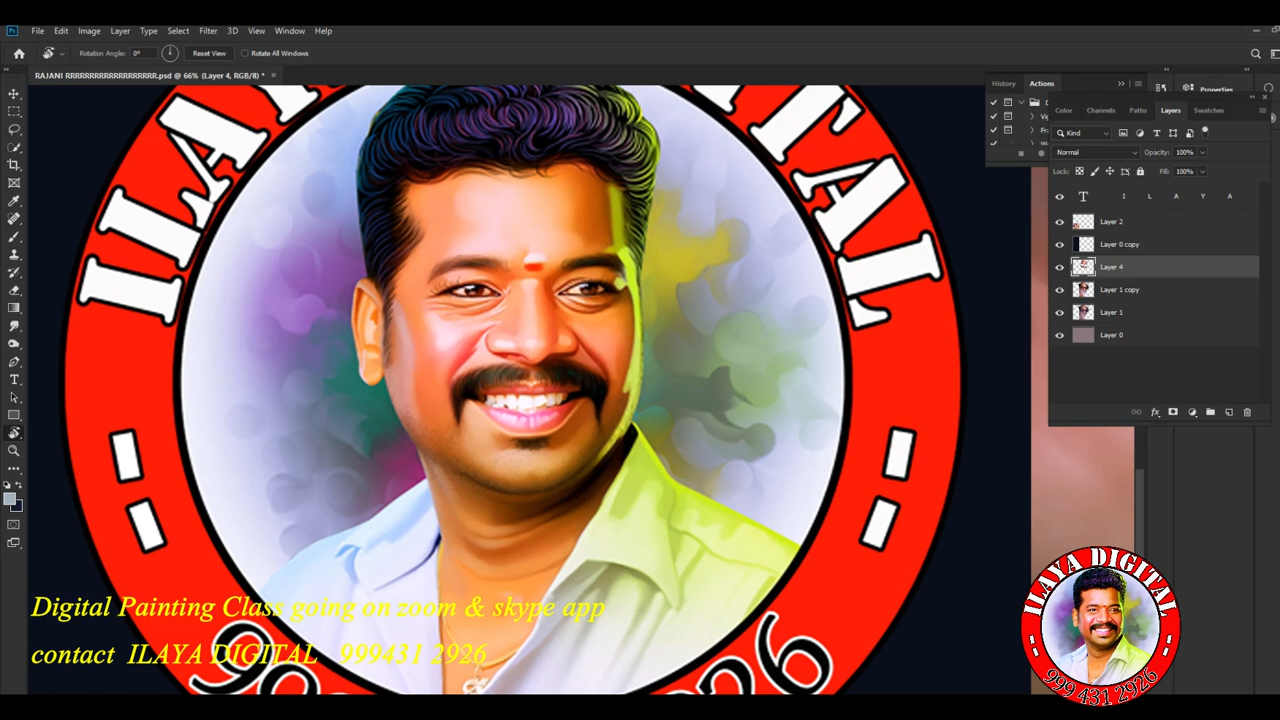 File Edit Image Layer Type Select Filter 3D View Window Help
Rotation Angle: 0° Reset View Rotate All Windows
RAJANI RRRRRRRRRRRRRRRRRRR.psd @ 66% (Layer 4, RGB/8) * ×
History Actions
Properties
Color Channels Paths Layers Swatches
Kind
Normal Opacity: 100%
Lock: Fill: 100%
I L A Y A
Layer 2
Layer 0 copy
Layer 4
Layer 1 copy
Layer 1
Layer 0
Digital Painting Class going on zoom & skype app
contact ILAYA DIGITAL 999431 2926
ILAYA DIGITAL
999 431 2926